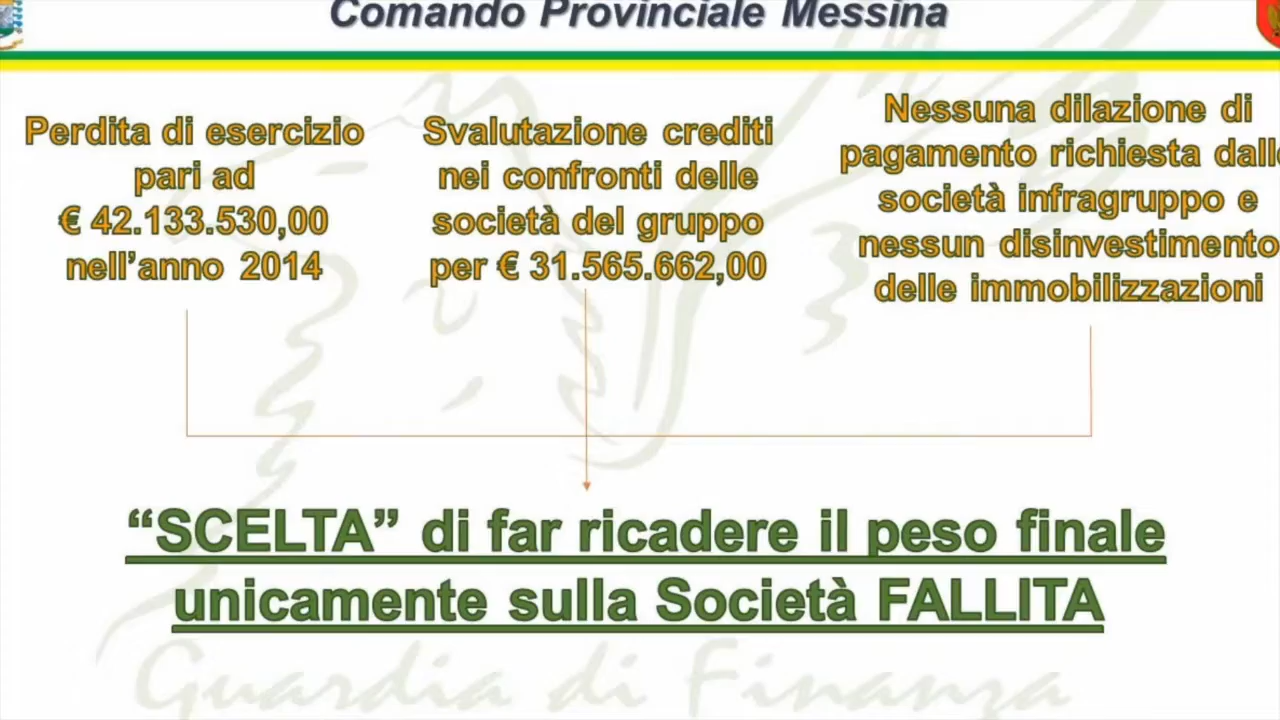 Comando Provinciale Messina
Perdita di esercizio
pari ad
€ 42.133.530,00
nell’anno 2014
Svalutazione crediti
nei confronti delle
società del gruppo
per € 31.565.662,00
Nessuna dilazione di
pagamento richiesta dalle
società infragruppo e
nessun disinvestimento
delle immobilizzazioni
“SCELTA” di far ricadere il peso finale
unicamente sulla Società FALLITA
Guardia di Finanza